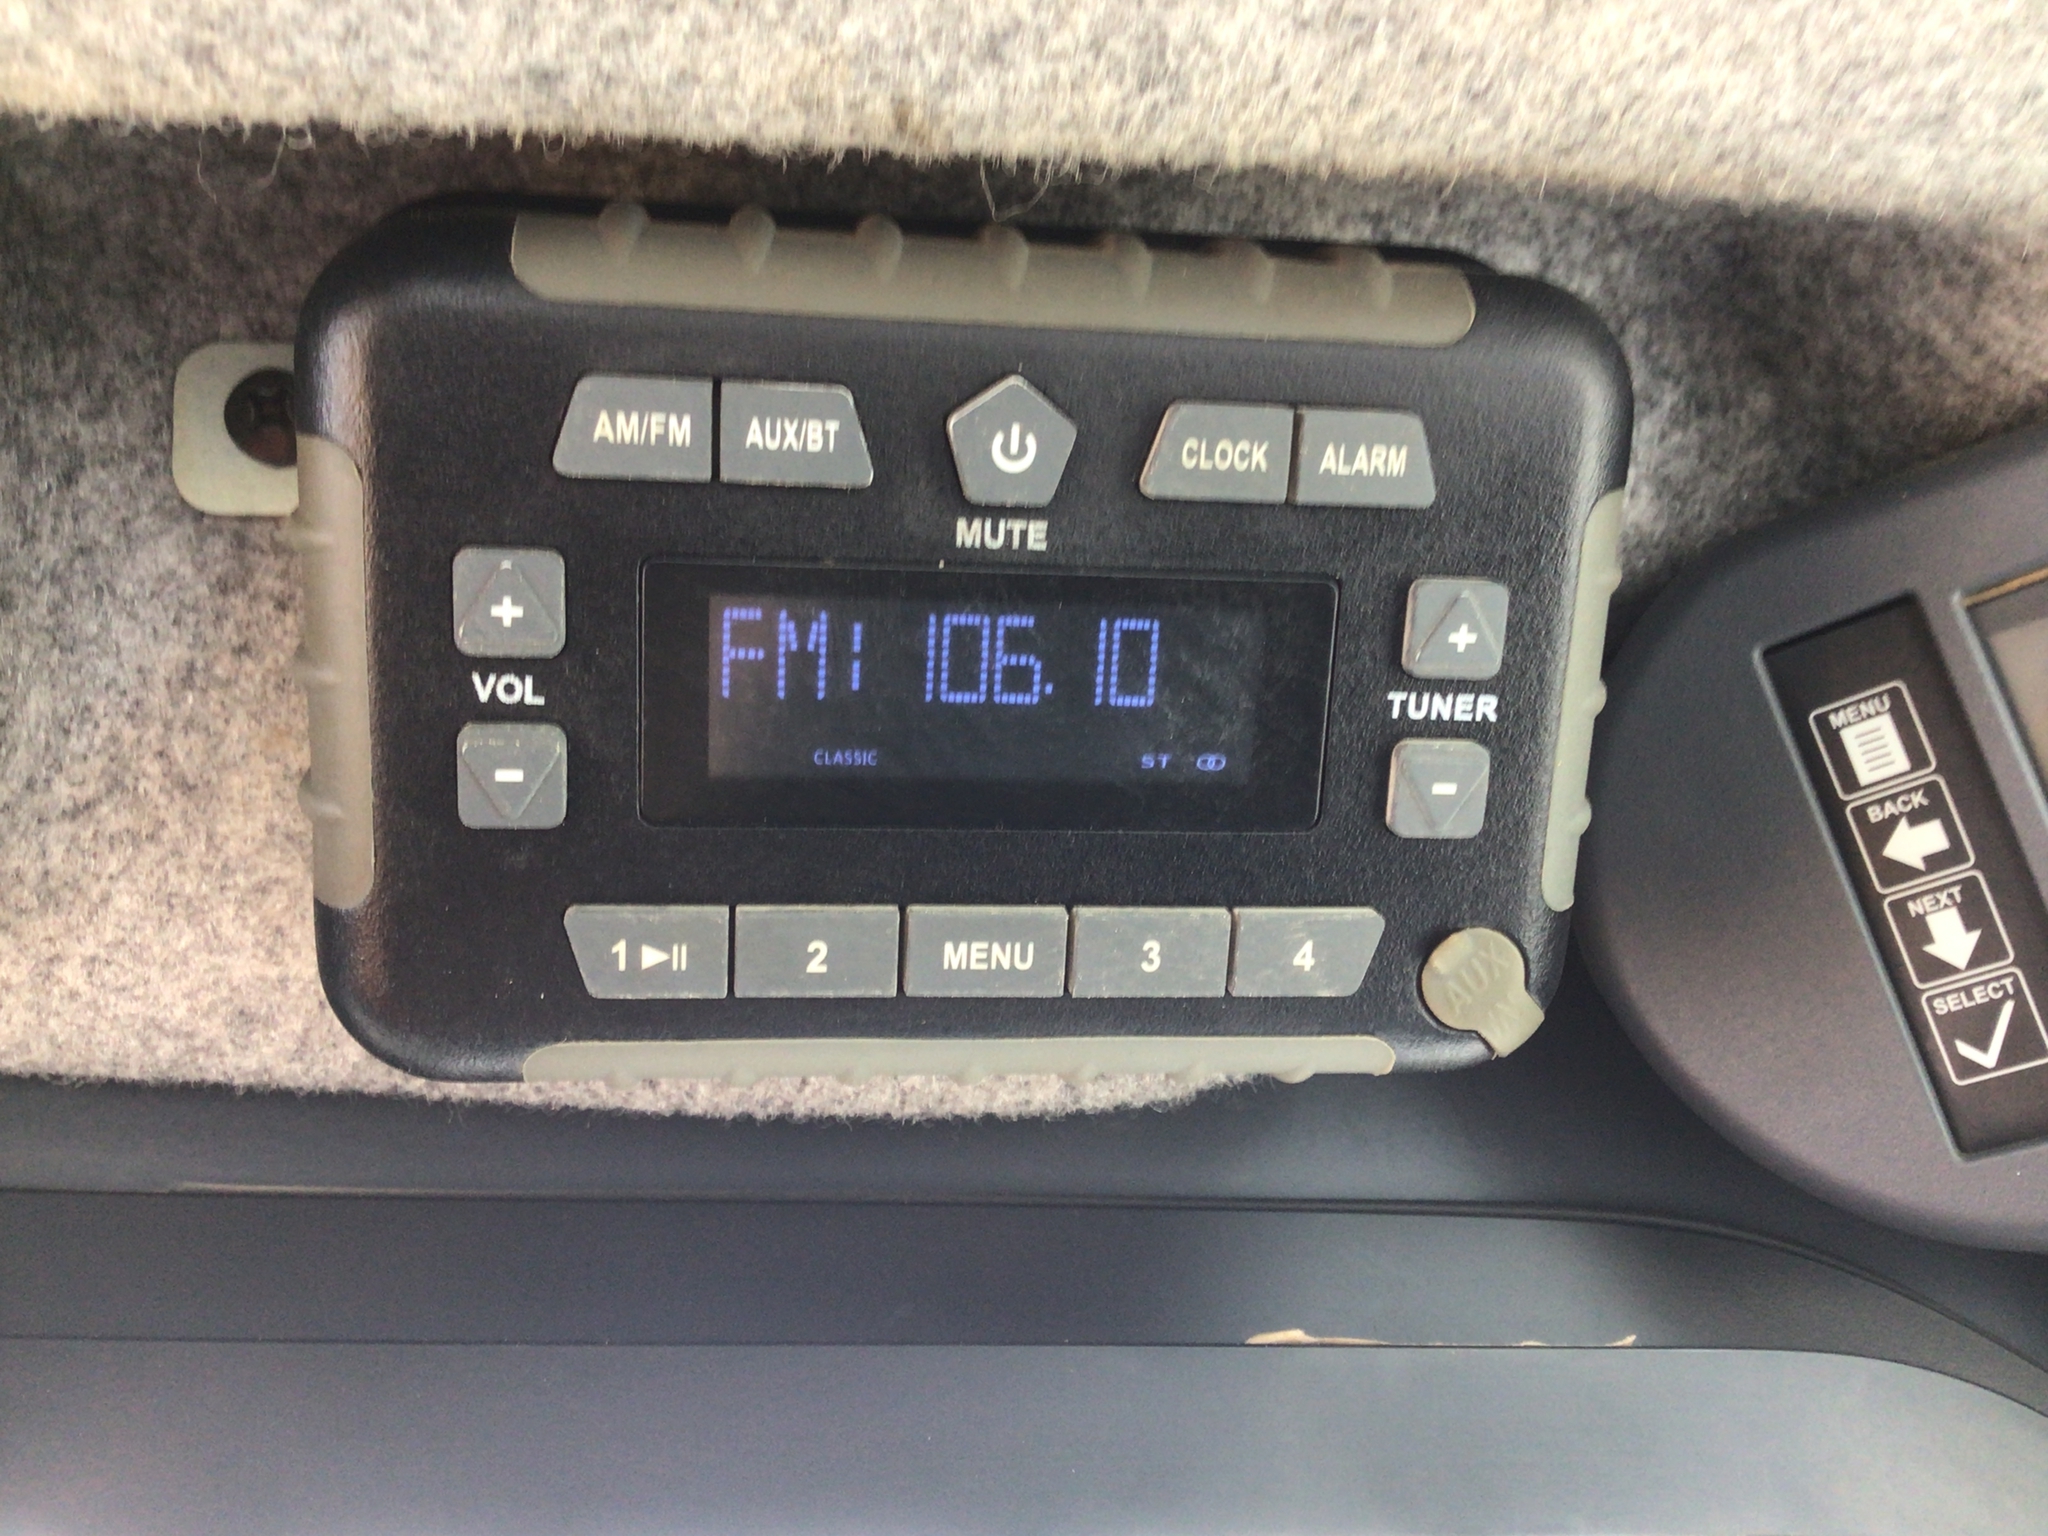 AM/FM AUX/BT CLOCK ALARM
MUTE
+ +
VOL TUNER
- -
FM1 106.10
CLASSIC ST
1 2 MENU 3 4
AUX
IN
MENU
BACK
NEXT
SELECT